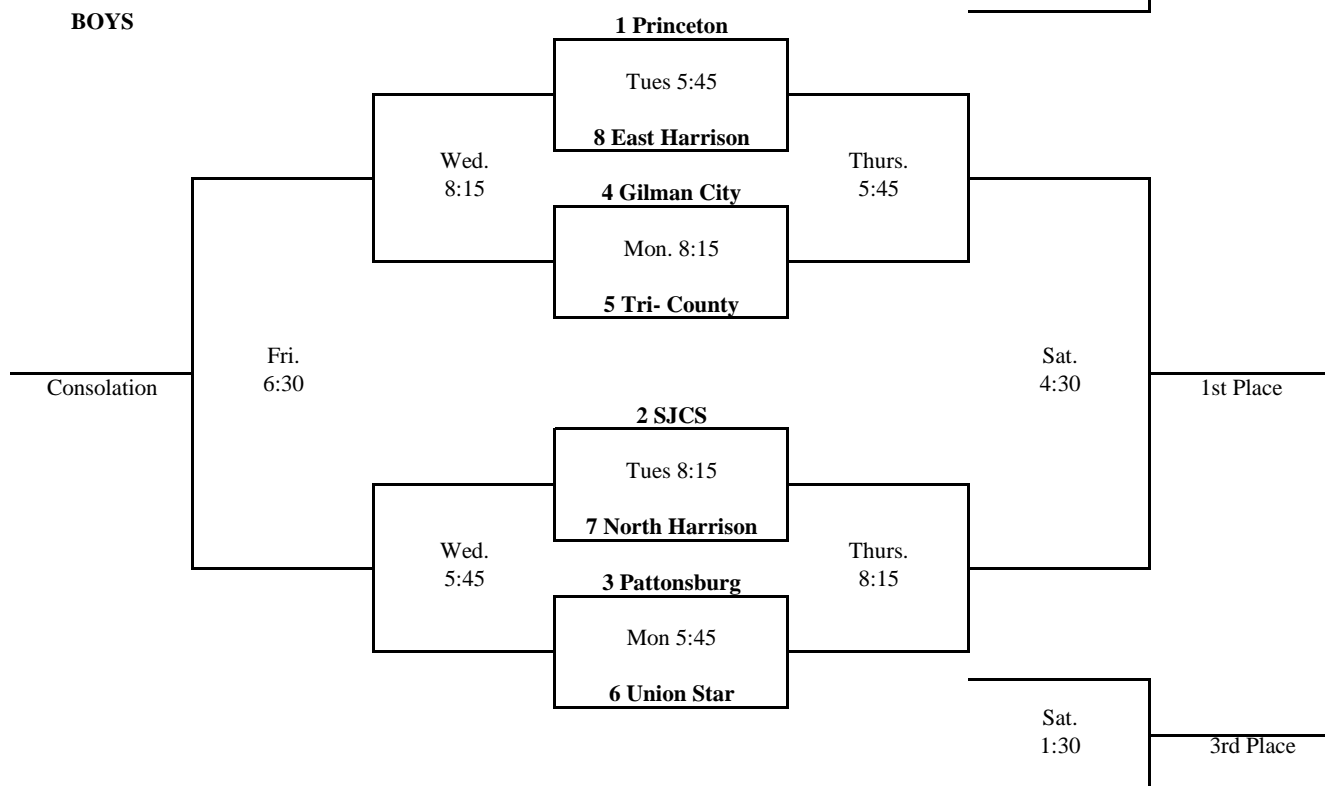 BOYS
1 Princeton
Tues 5:45
8 East Harrison
Wed.
8:15
Thurs.
5:45
4 Gilman City
Mon. 8:15
5 Tri- County
Fri.
6:30
Sat.
4:30
Consolation
1st Place
2 SJCS
Tues 8:15
7 North Harrison
Wed.
5:45
Thurs.
8:15
3 Pattonsburg
Mon 5:45
6 Union Star
Sat.
1:30
3rd Place